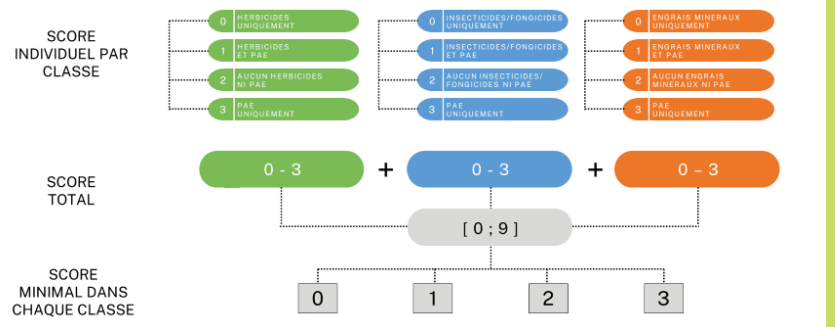 SCORE
INDIVIDUEL PAR
CLASSE
0 HERBICIDES
UNIQUEMENT
1 HERBICIDES
ET PAE
2 AUCUN HERBICIDES
NI PAE
3 PAE
UNIQUEMENT
0 INSECTICIDES/FONGICIDES
UNIQUEMENT
1 INSECTICIDES/FONGICIDES
ET PAE
2 AUCUN INSECTICIDES/
FONGICIDES NI PAE
3 PAE
UNIQUEMENT
0 ENGRAIS MINERAUX
UNIQUEMENT
1 ENGRAIS MINERAUX
ET PAE
2 AUCUN ENGRAIS
MINERAUX NI PAE
3 PAE
UNIQUEMENT
SCORE
TOTAL
0 - 3 + 0 - 3 + 0 – 3
[ 0 ; 9 ]
SCORE
MINIMAL DANS
CHAQUE CLASSE
0 1 2 3